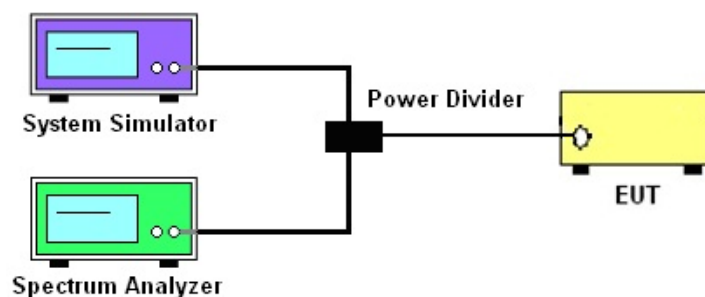 System Simulator
Power Divider
EUT
Spectrum Analyzer